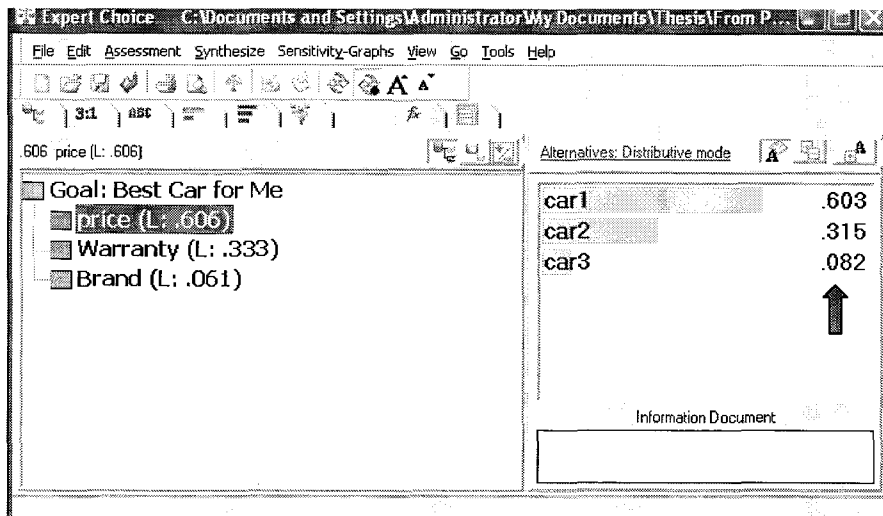 Expert Choice C:\Documents and Settings\Administrator\My Documents\Thesis\From P...
File Edit Assessment Synthesize Sensitivity-Graphs View Go Tools Help
A A
3:1 ABC fx
.606 price (L: .606)
Alternatives: Distributive mode A A
Goal: Best Car for Me
price (L: .606)
Warranty (L: .333)
Brand (L: .061)
car1 .603
car2 .315
car3 .082
Information Document